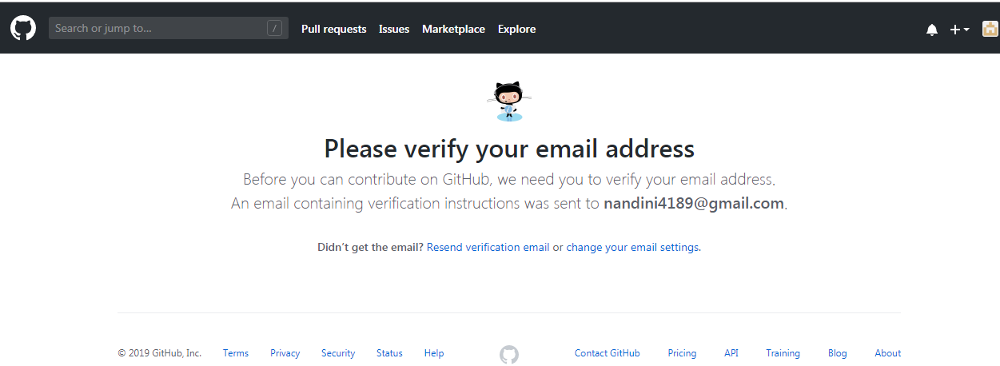 Search or jump to... /
Pull requests Issues Marketplace Explore
Please verify your email address
Before you can contribute on GitHub, we need you to verify your email address.
An email containing verification instructions was sent to nandini4189@gmail.com.
Didn't get the email? Resend verification email or change your email settings.
© 2019 GitHub, Inc. Terms Privacy Security Status Help Contact GitHub Pricing API Training Blog About